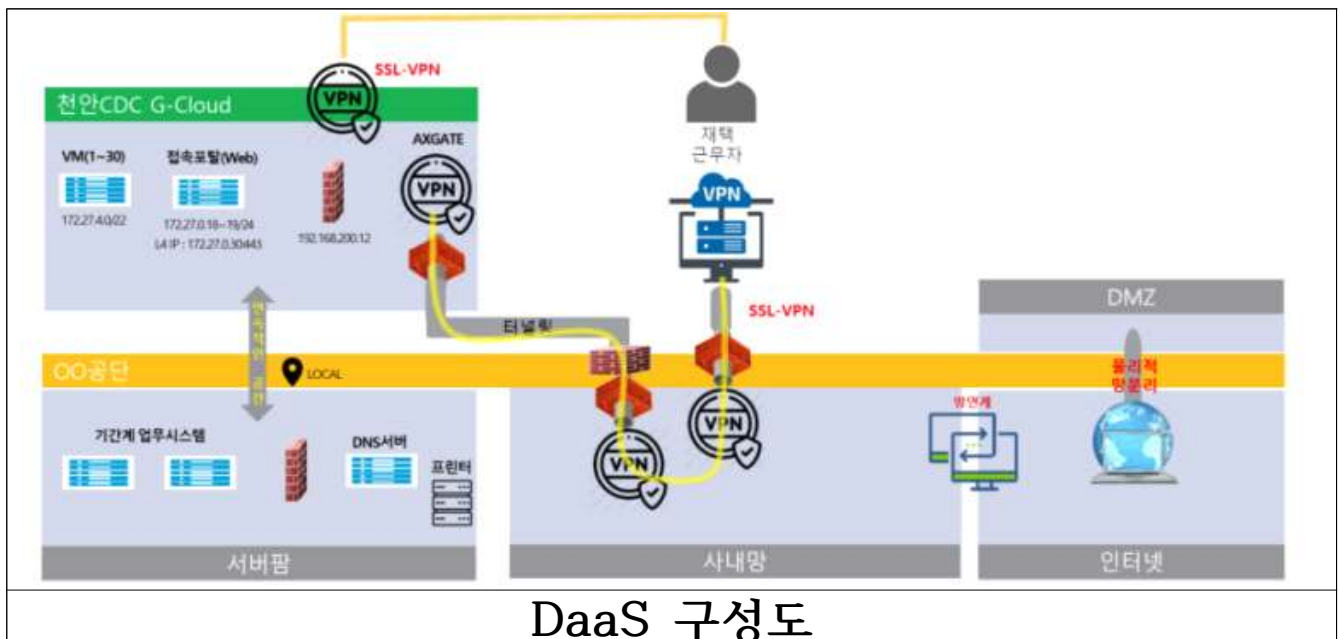 SSL-VPN
천안CDC G-Cloud
VPN
AXGATE
VM(1~30)
접속포탈(Web)
VPN
172.27.4.0/22
172.27.0.18~19/24
L4 IP : 172.27.0.30:443
192.168.200.12
재택
근무자
VPN
SSL-VPN
터널링
DMZ
OO공단
LOCAL
물리적
망분리
기간계 업무시스템
DNS서버
프린터
VPN
VPN
망연계
서버팜
사내망
인터넷
DaaS 구성도